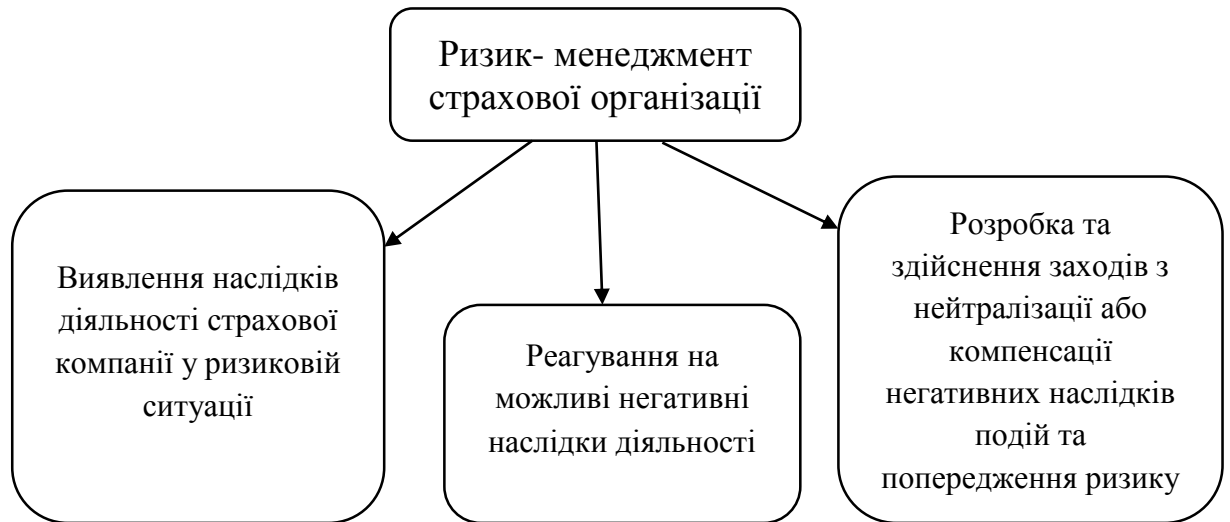 Ризик- менеджмент
страхової організації
Виявлення наслідків
діяльності страхової
компанії у ризиковій
ситуації
Реагування на
можливі негативні
наслідки діяльності
Розробка та
здійснення заходів з
нейтралізації або
компенсації
негативних наслідків
подій та
попередження ризику